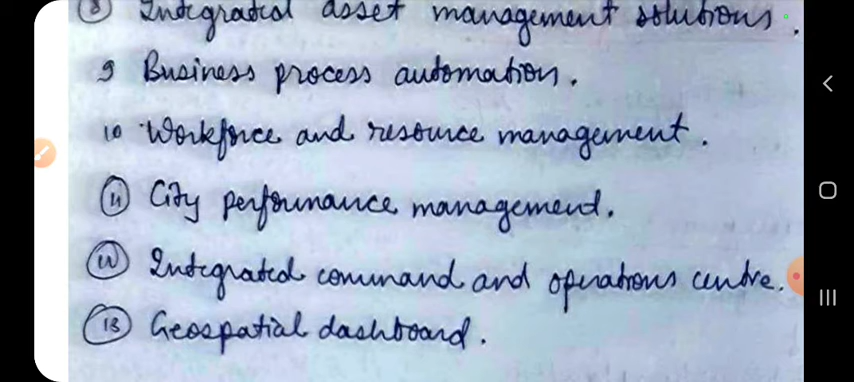 ⑧ Integrated asset management solutions.
9 Business process automation.
10 Workforce and resource management.
⑪ City performance management.
⑫ Integrated command and operations centre.
⑬ Geospatial dashboard.